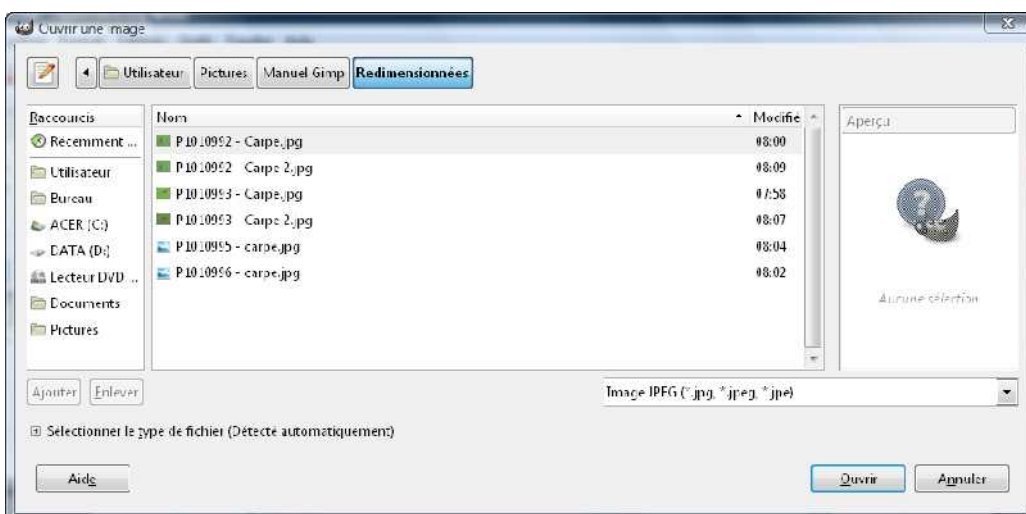 Ouvrir une image
Utilisateur Pictures Manuel Gimp Redimensionnées
Raccourcis Nom Modifié Aperçu
Récemment ... P1010992 - Carpe.jpg 08:00
Utilisateur P1010992 - Carpe 2.jpg 08:09
Bureau P1010993 - Carpe.jpg 07:58
ACER (C:) P1010993 - Carpe 2.jpg 08:07
DATA (D:) P1010995 - carpe.jpg 08:04
Lecteur DVD ... P1010996 - carpe.jpg 08:02
Documents Aucune sélection
Pictures
Ajouter Enlever Image JPEG (*.jpg, *.jpeg, *.jpe)
Sélectionner le type de fichier (Détecté automatiquement)
Aide Ouvrir Annuler